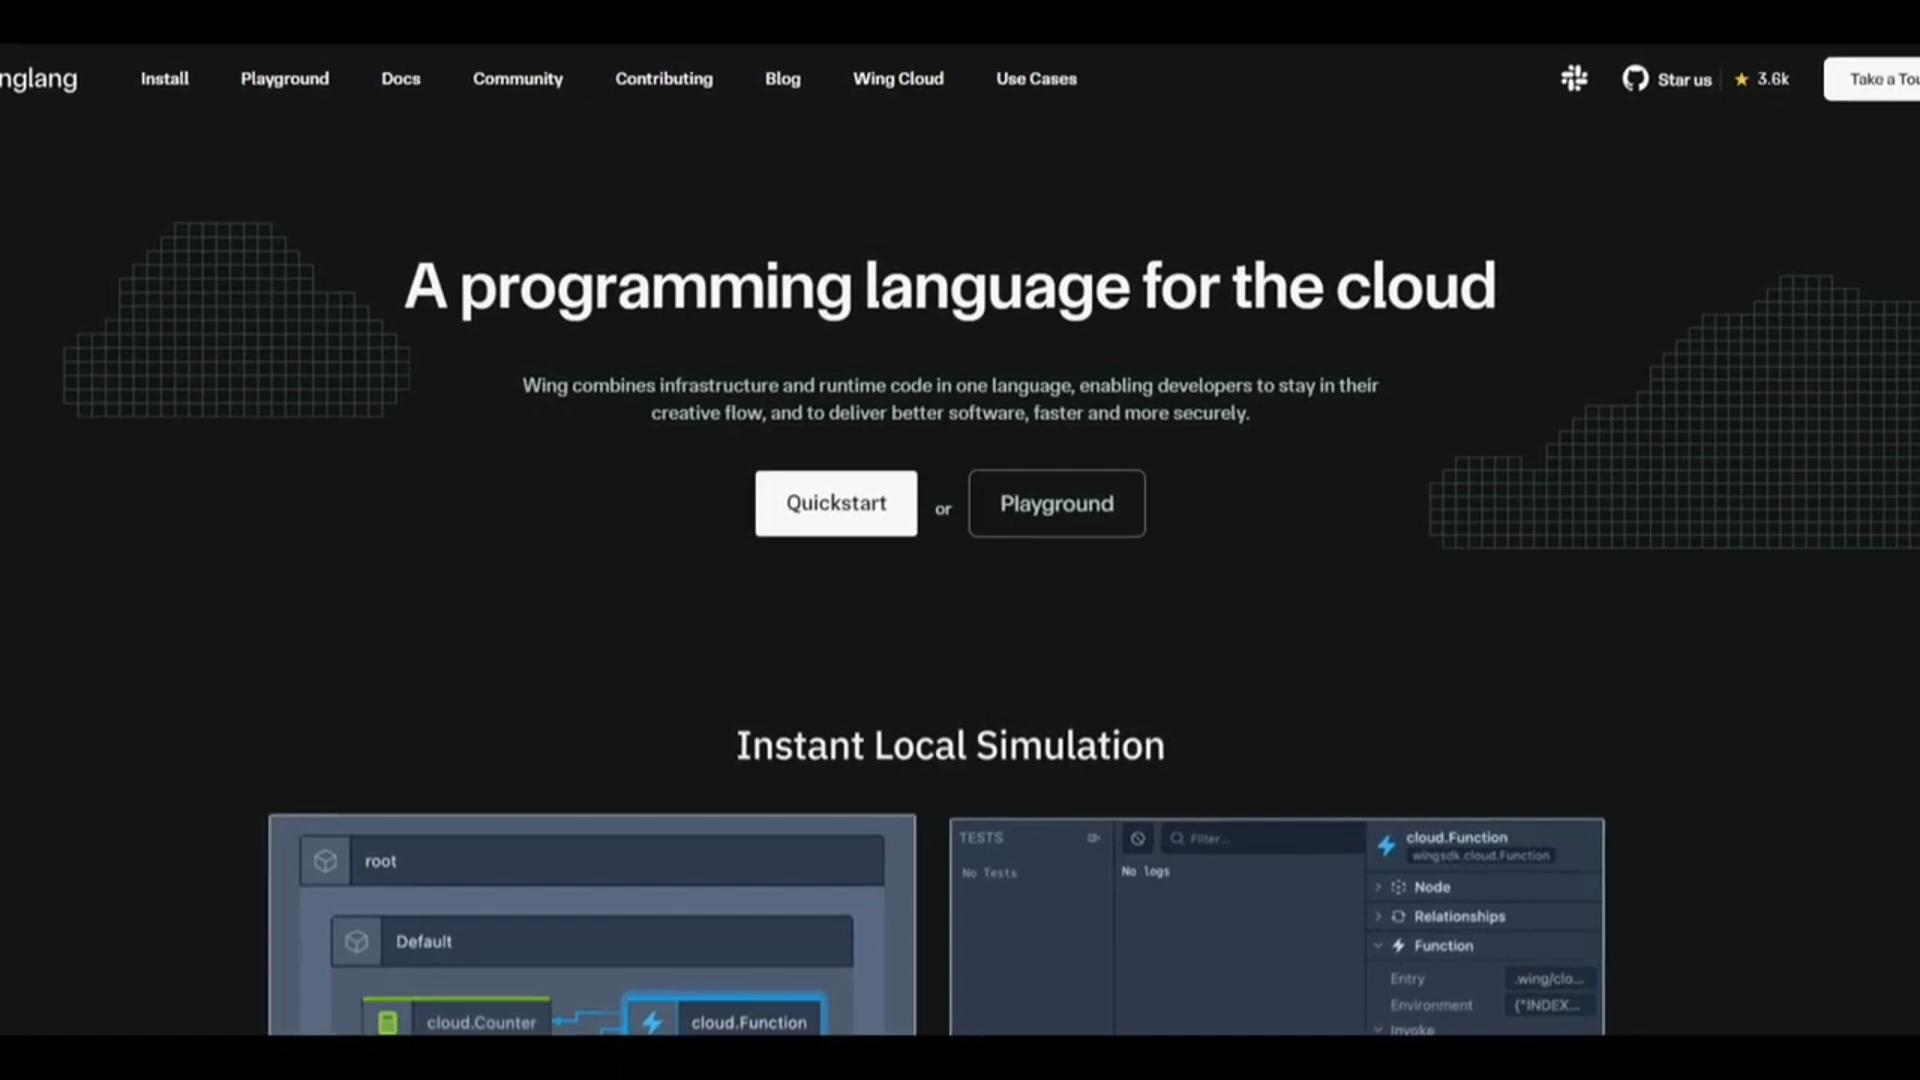 nglang
Install
Playground
Docs
Community
Contributing
Blog
Wing Cloud
Use Cases
Star us
3.6k
Take a Tou
A programming language for the cloud
Wing combines infrastructure and runtime code in one language, enabling developers to stay in their
creative flow, and to deliver better software, faster and more securely.
Quickstart
or
Playground
Instant Local Simulation
root
Default
cloud.Counter
cloud.Function
TESTS
No Tests
Filter...
No logs
cloud.Function
wingsdk.cloud.Function
Node
Relationships
Function
Entry
.wing/clo...
Environment
{"INDEX...
Invoke